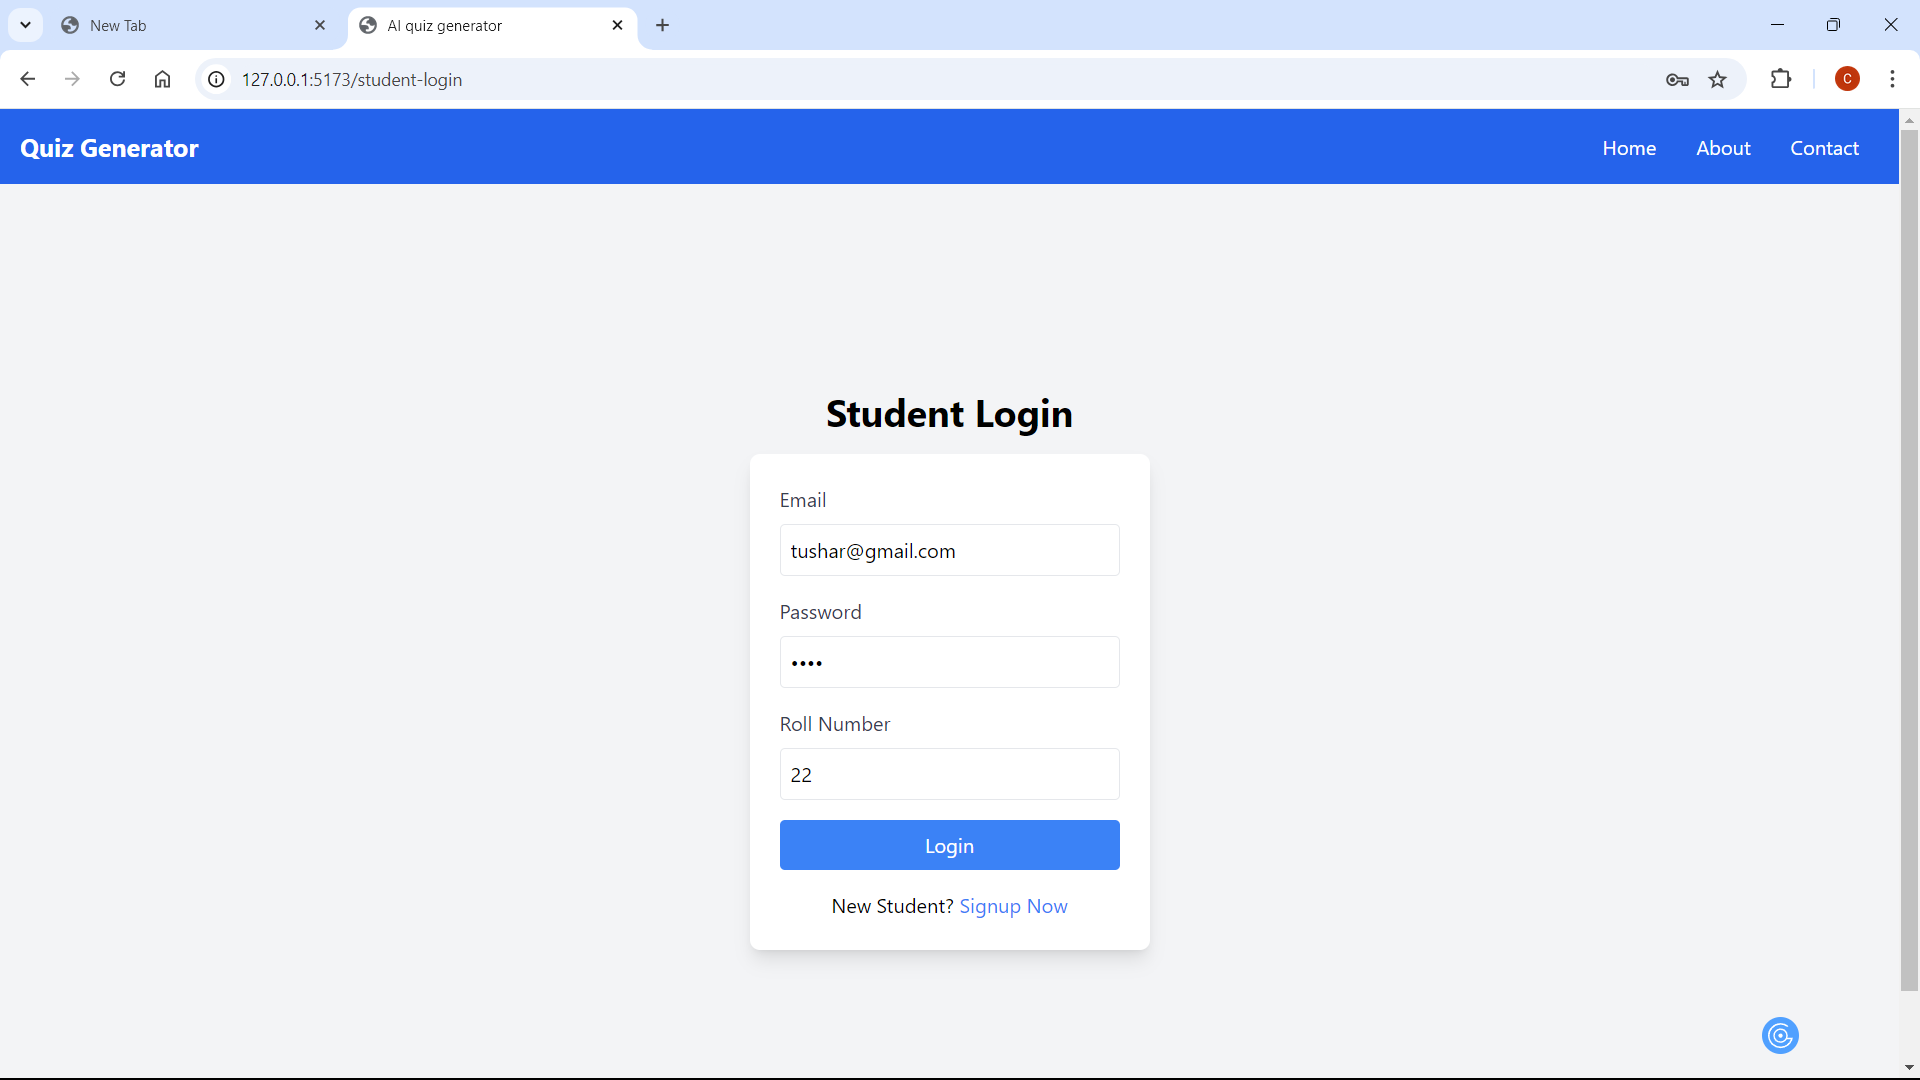 New Tab
AI quiz generator
127.0.0.1:5173/student-login
C
Quiz Generator
Home
About
Contact
Student Login
Email
tushar@gmail.com
Password
••••
Roll Number
22
Login
New Student? Signup Now